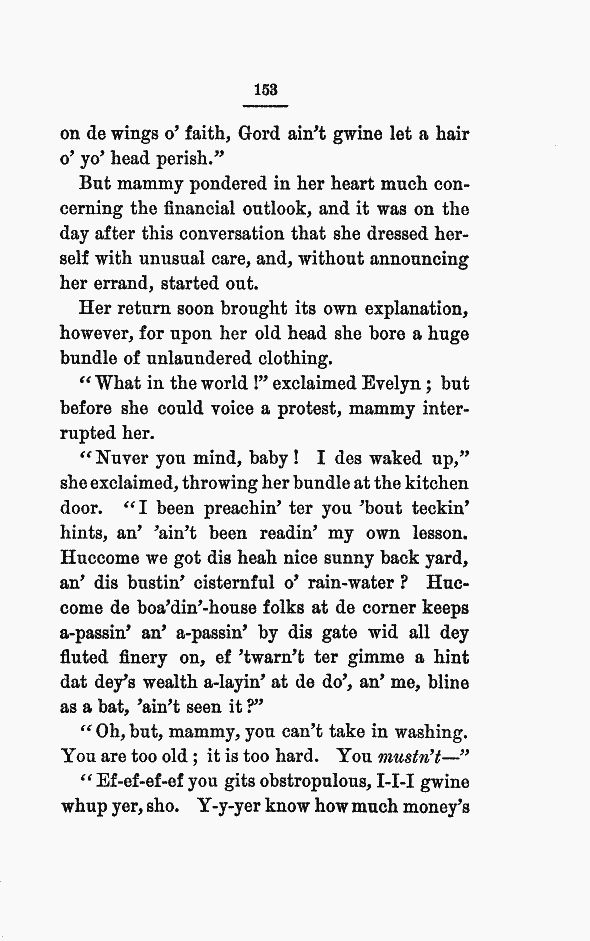 153
on de wings o' faith, Gord ain't gwine let a hair
o' yo' head perish."
But mammy pondered in her heart much con-
cerning the financial outlook, and it was on the
day after this conversation that she dressed her-
self with unusual care, and, without announcing
her errand, started out.
Her return soon brought its own explanation,
however, for upon her old head she bore a huge
bundle of unlaundered clothing.
"What in the world!" exclaimed Evelyn; but
before she could voice a protest, mammy inter-
rupted her.
"Nuver you mind, baby! I des waked up,"
she exclaimed, throwing her bundle at the kitchen
door. "I been preachin' ter you 'bout teckin'
hints, an' 'ain't been readin' my own lesson.
Huccome we got dis heah nice sunny back yard,
an' dis bustin' cisternful o' rain-water? Huc-
come de boa'din'-house folks at de corner keeps
a-passin' an' a-passin' by dis gate wid all dey
fluted finery on, ef 'twarn't ter gimme a hint
dat dey's wealth a-layin' at de do', an' me, bline
as a bat, 'ain't seen it?"
"Oh, but, mammy, you can't take in washing.
You are too old; it is too hard. You mustn't—"
"Ef-ef-ef-ef you gits obstropulous, I-I-I gwine
whup yer, sho. Y-y-yer know how much money's